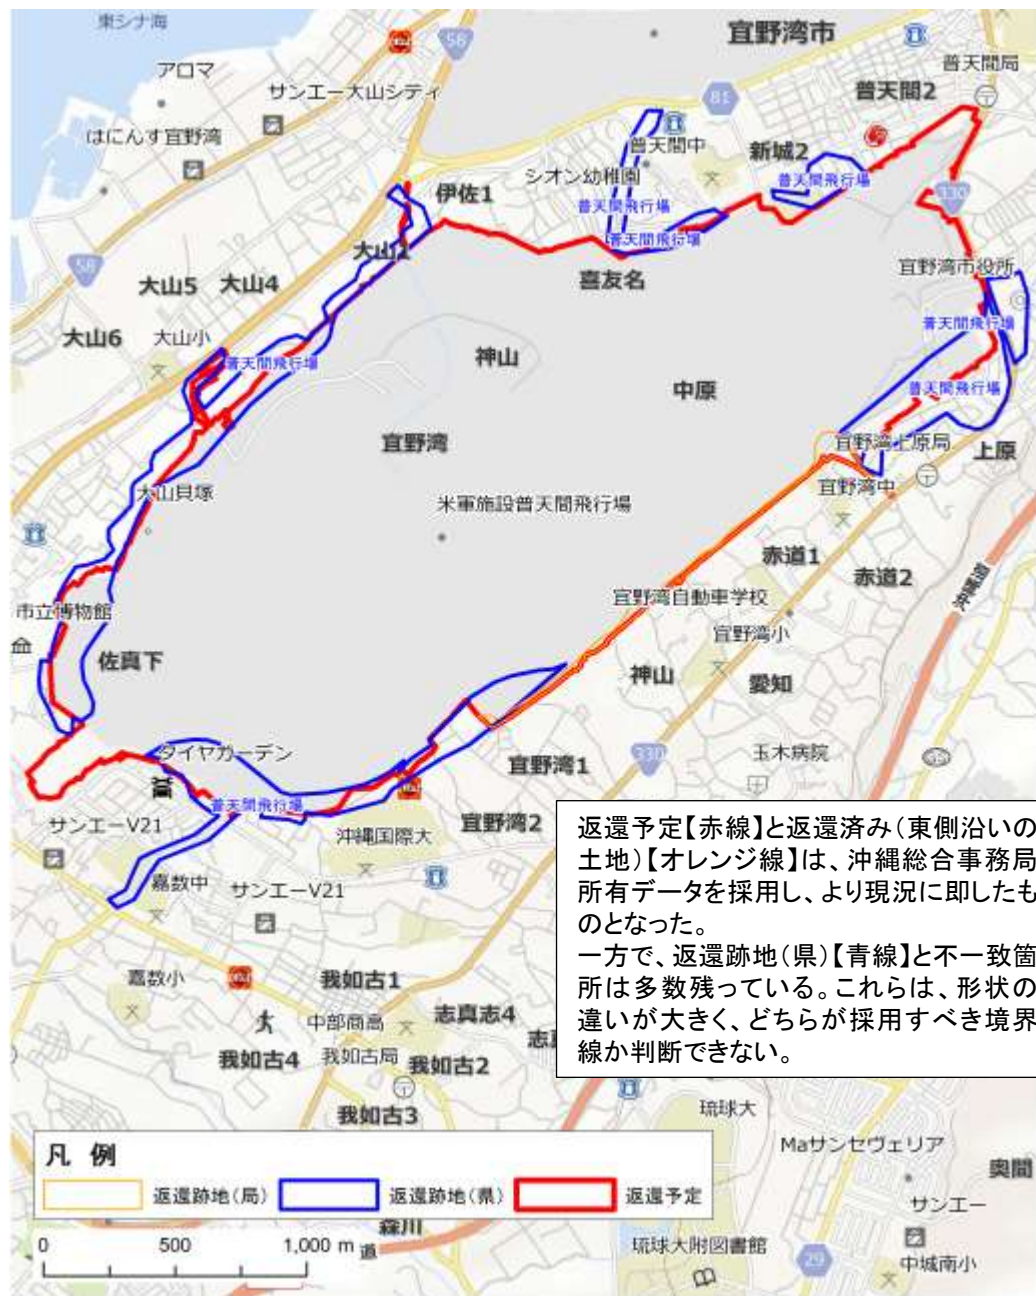 東シナ海
宜野湾市
58
アロマ
普天間局
サンエー大山シティ
81
普天間2
はにんす宜野湾
普天間中
新城2
シオン幼稚園
伊佐1
普天間飛行場
330
普天間飛行場
普天間飛行場
大山2
58
宜野湾市役所
大山5
大山4
喜友名
大山6
大山小
普天間飛行場
普天間飛行場
神山
中原
普天間飛行場
宜野湾
宜野湾上原局
上原
大山貝塚
米軍施設普天間飛行場
宜野湾中
赤道1
赤道2
宜野湾自動車学校
市立博物館
宜野湾小
佐真下
神山
愛知
タイヤガーデン
宜野湾1
330
玉木病院
普天間飛行場
サンエーV21
沖縄国際大
宜野湾2
嘉数中
サンエーV21
返還予定【赤線】と返還済み(東側沿いの
土地)【オレンジ線】は、沖縄総合事務局
所有データを採用し、より現況に即したも
のとなった。
一方で、返還跡地(県)【青線】と不一致箇
所は多数残っている。これらは、形状の
違いが大きく、どちらが採用すべき境界
線か判断できない。
嘉数小
我如古1
中部商高
志真志4
我如古4
我如古局
我如古2
我如古3
琉球大
Maサンセヴェリア
奥間
凡 例
返還跡地(局)
返還跡地(県)
返還予定
サンエー
森川
0 500 1,000 m
道
琉球大附図書館
29
中城南小